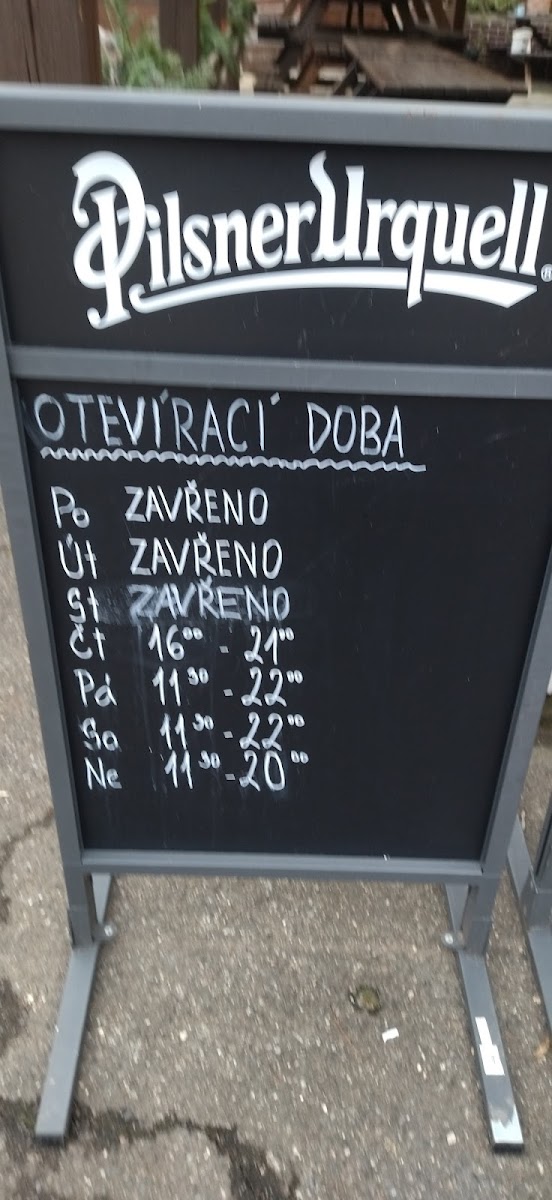 Pilsner Urquell®
OTEVÍRACÍ DOBA
Po ZAVŘENO
Út ZAVŘENO
St ZAVŘENO
Čt 16⁰⁰ - 21⁰⁰
Pá 11³⁰ - 22⁰⁰
So 11³⁰ - 22⁰⁰
Ne 11³⁰ - 20⁰⁰